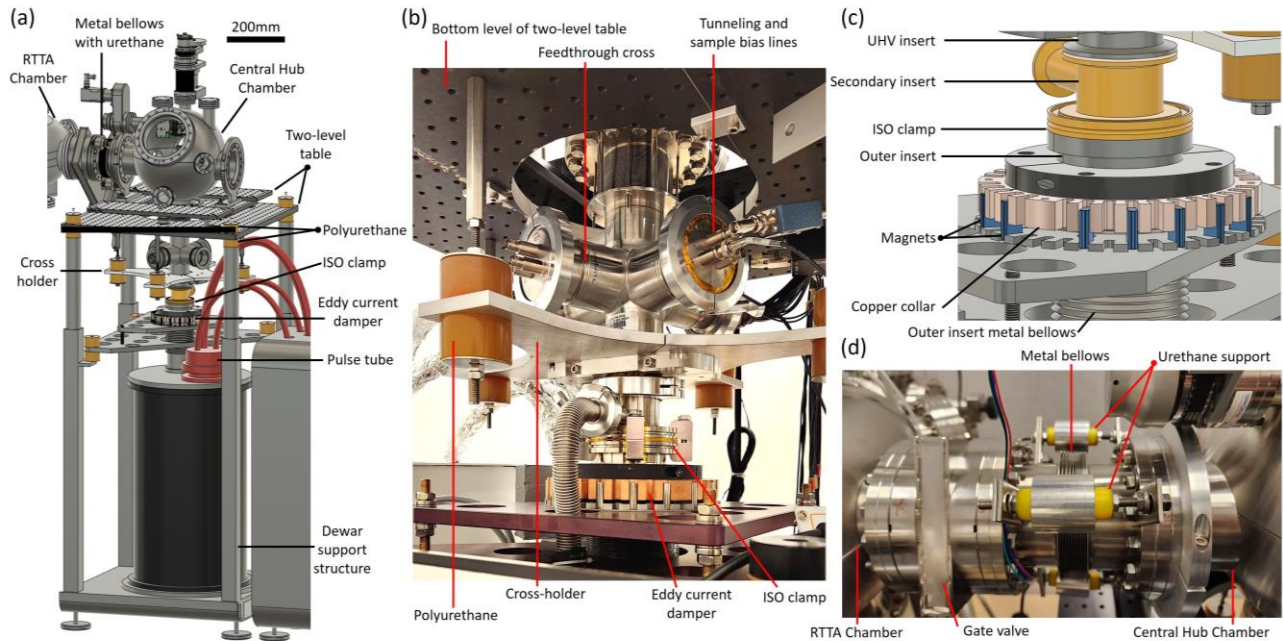 (a)
Metal bellows
with urethane
200mm
RTTA
Chamber
Central Hub
Chamber
Two-level
table
Polyurethane
Cross
holder
ISO clamp
Eddy current
damper
Pulse tube
Dewar
support
structure
(b)
Bottom level of two-level table
Feedthrough cross
Tunneling and
sample bias lines
Cross-holder
Eddy current
damper
ISO clamp
Polyurethane
(c)
UHV insert
Secondary insert
ISO clamp
Outer insert
Magnets
Copper collar
Outer insert metal bellows
(d)
Metal bellows
Urethane support
RTTA Chamber
Gate valve
Central Hub Chamber